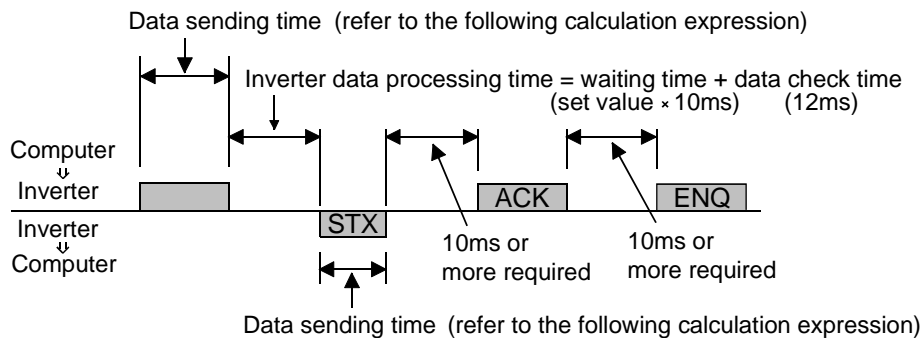 Data sending time (refer to the following calculation expression)
Inverter data processing time = waiting time + data check time
(set value × 10ms) (12ms)
Computer
⇓
Inverter
ACK
ENQ
STX
Inverter
⇓
Computer
10ms or
more required
10ms or
more required
Data sending time (refer to the following calculation expression)